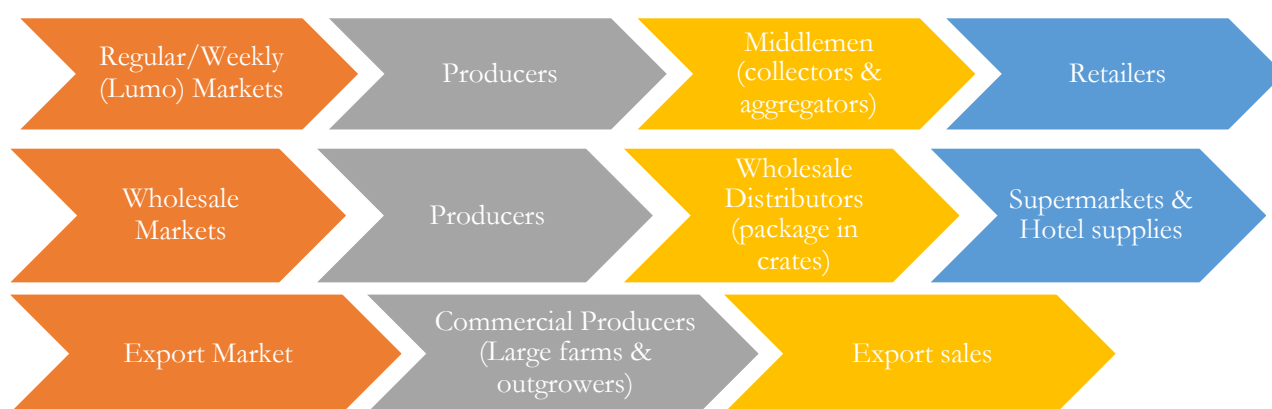 Regular/Weekly
(Lumo) Markets
Producers
Middlemen
(collectors &
aggregators)
Retailers
Wholesale
Markets
Producers
Wholesale
Distributors
(package in
crates)
Supermarkets &
Hotel supplies
Export Market
Commercial Producers
(Large farms &
outgrowers)
Export sales